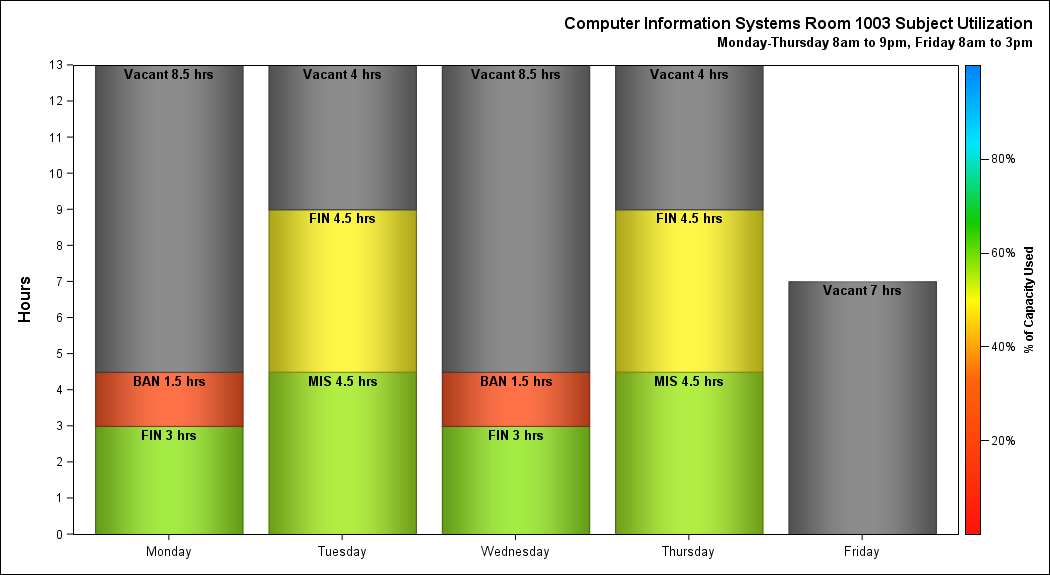 Computer Information Systems Room 1003 Subject Utilization
Monday-Thursday 8am to 9pm, Friday 8am to 3pm
Hours
13
12
11
10
9
8
7
6
5
4
3
2
1
0
Vacant 8.5 hrs
BAN 1.5 hrs
FIN 3 hrs
Vacant 4 hrs
FIN 4.5 hrs
MIS 4.5 hrs
Vacant 8.5 hrs
BAN 1.5 hrs
FIN 3 hrs
Vacant 4 hrs
FIN 4.5 hrs
MIS 4.5 hrs
Vacant 7 hrs
Monday
Tuesday
Wednesday
Thursday
Friday
80%
60%
40%
20%
% of Capacity Used